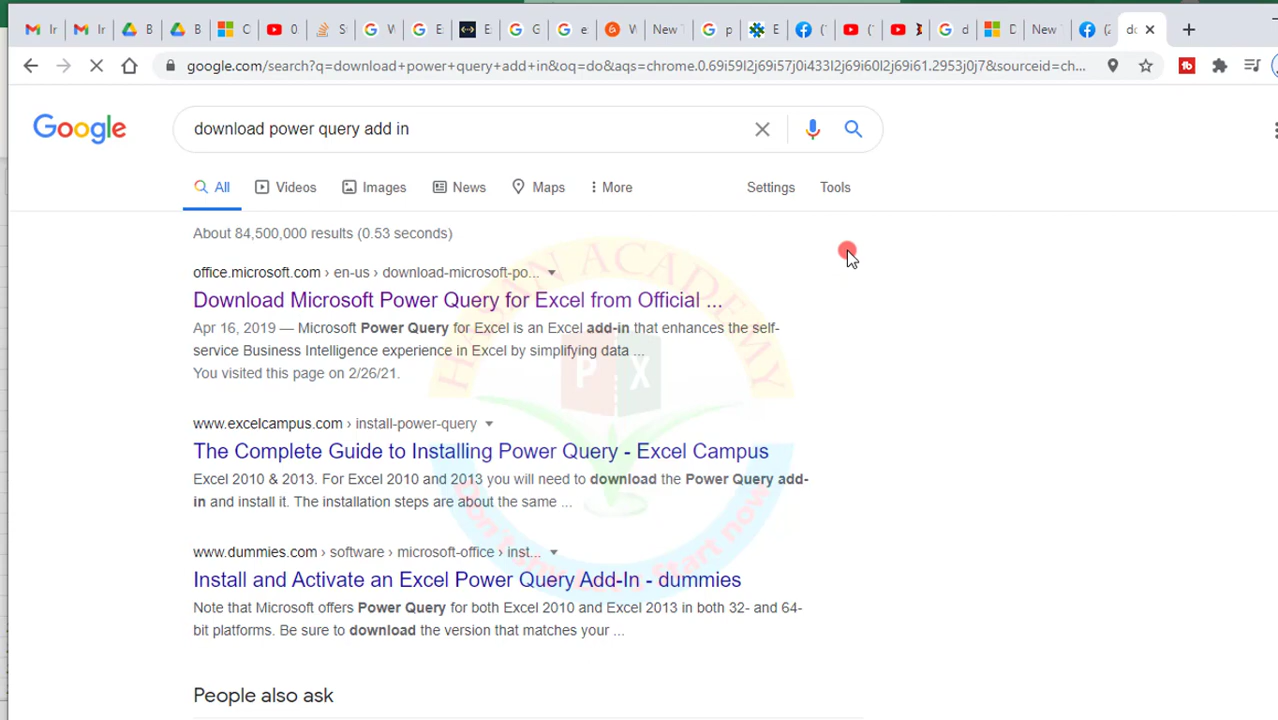 Ir
Ir
B
B
C
0
S
W
E
E
G
e
W
New
p
E
(
(
d
D
New
(
do
google.com/search?q=download+power+query+add+in&oq=do&aqs=chrome.0.69i59l2j69i57j0i433l2j69i60l2j69i61.2953j0j7&sourceid=ch...
Google
download power query add in
All Videos Images News Maps More Settings Tools
About 84,500,000 results (0.53 seconds)
office.microsoft.com › en-us › download-microsoft-po...
Download Microsoft Power Query for Excel from Official ...
Apr 16, 2019 — Microsoft Power Query for Excel is an Excel add-in that enhances the self-
service Business Intelligence experience in Excel by simplifying data ...
You visited this page on 2/26/21.
www.excelcampus.com › install-power-query
The Complete Guide to Installing Power Query - Excel Campus
Excel 2010 & 2013. For Excel 2010 and 2013 you will need to download the Power Query add-
in and install it. The installation steps are about the same ...
www.dummies.com › software › microsoft-office › inst...
Install and Activate an Excel Power Query Add-In - dummies
Note that Microsoft offers Power Query for both Excel 2010 and Excel 2013 in both 32- and 64-
bit platforms. Be sure to download the version that matches your ...
People also ask
HASAN ACADEMY
P X